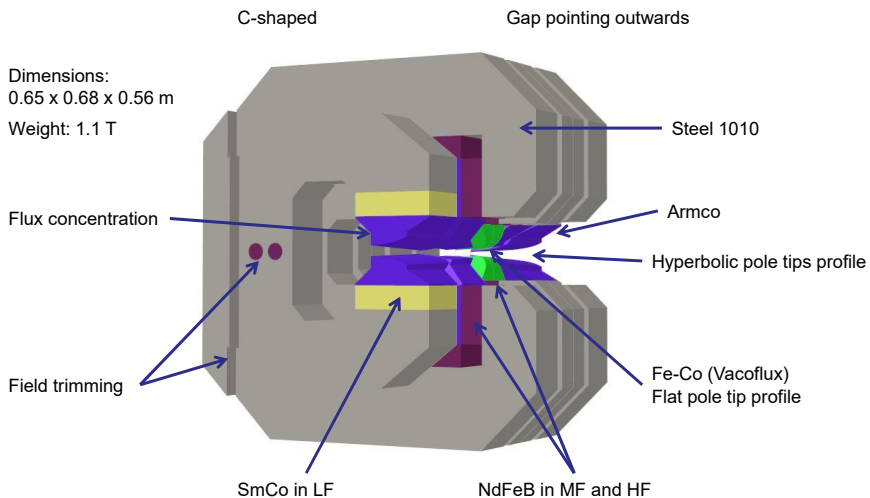 C-shaped
Gap pointing outwards
Dimensions:
0.65 x 0.68 x 0.56 m
Weight: 1.1 T
Steel 1010
Flux concentration
Armco
Hyperbolic pole tips profile
Field trimming
Fe-Co (Vacoflux)
Flat pole tip profile
SmCo in LF
NdFeB in MF and HF